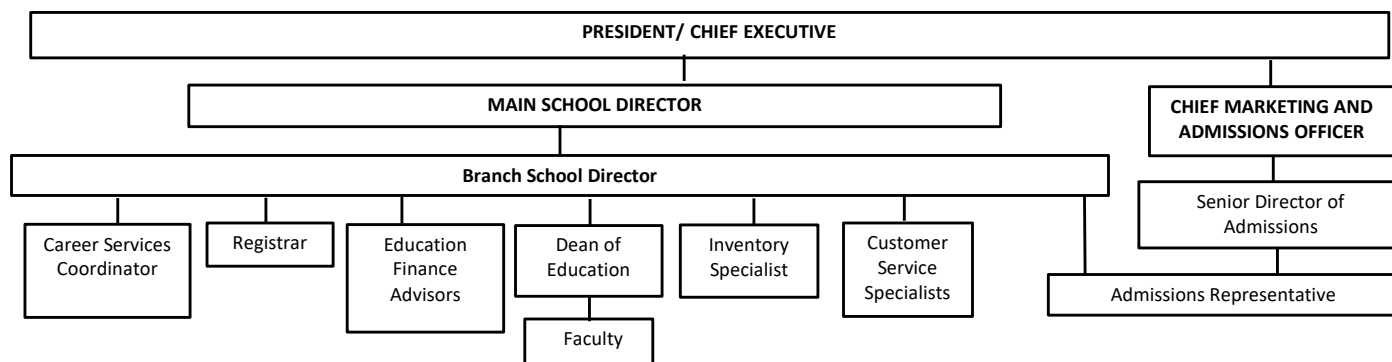 PRESIDENT/ CHIEF EXECUTIVE
MAIN SCHOOL DIRECTOR
CHIEF MARKETING AND
ADMISSIONS OFFICER
Branch School Director
Senior Director of
Admissions
Career Services
Coordinator
Registrar
Education
Finance
Advisors
Dean of
Education
Inventory
Specialist
Customer
Service
Specialists
Admissions Representative
Faculty